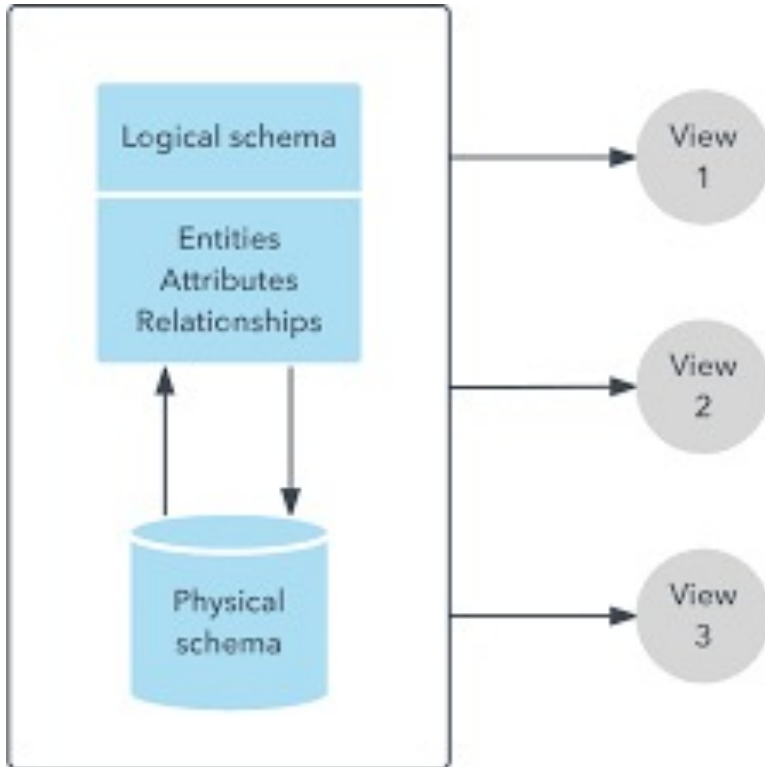 Logical schema
Entities
Attributes
Relationships
Physical
schema
View
1
View
2
View
3